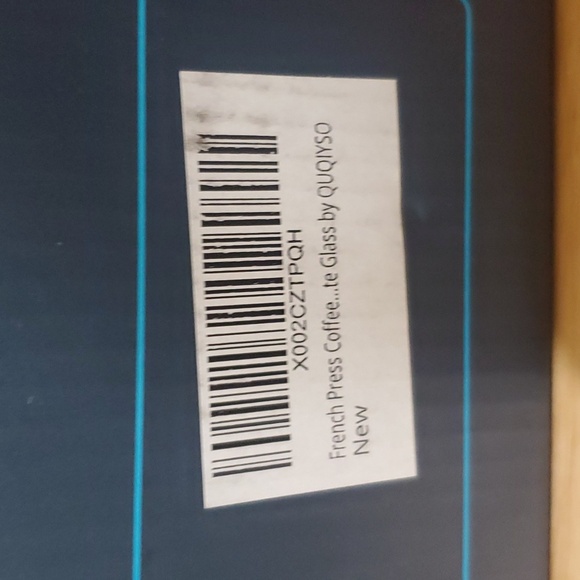 X002CZTPQH
French Press Coffee...te Glass by QUQIYSO
New